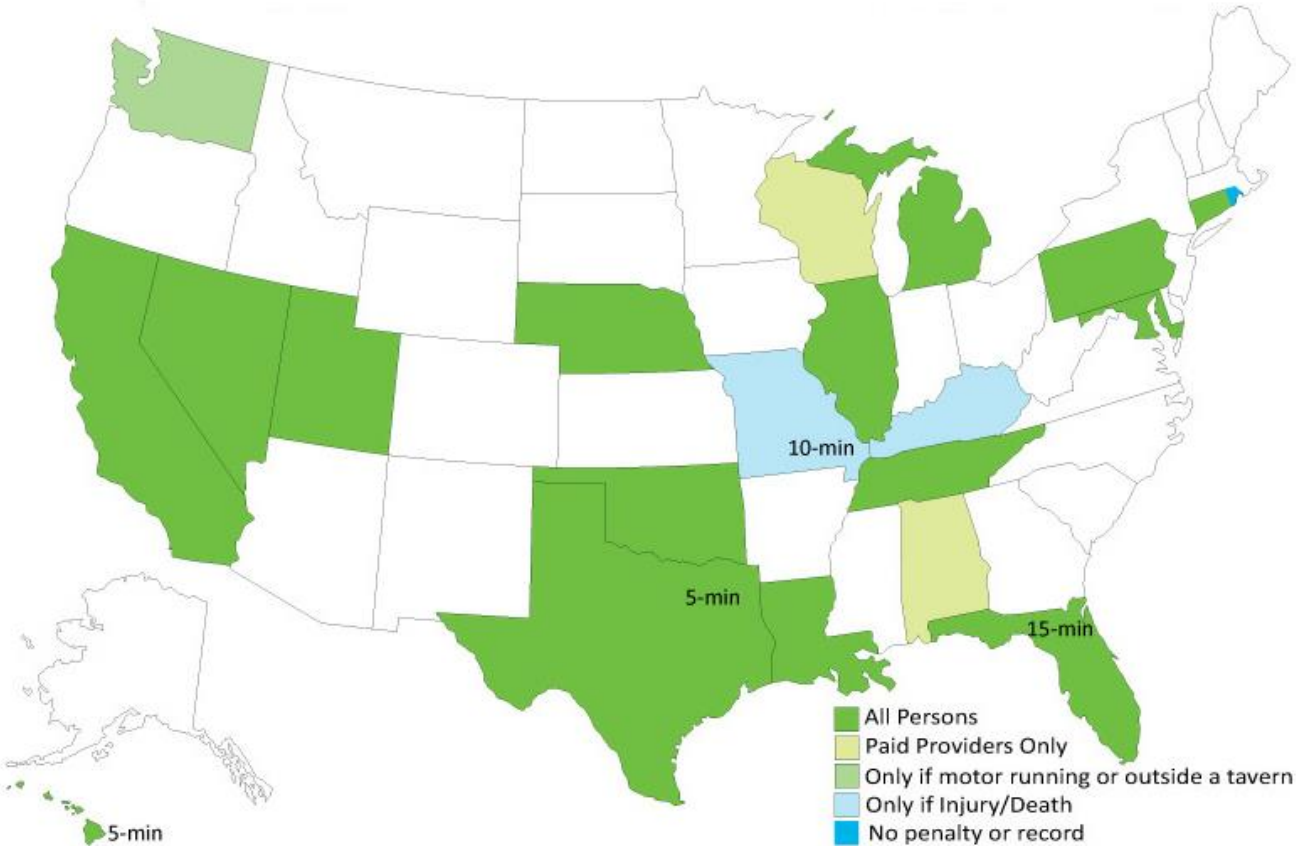 10-min
5-min
15-min
5-min
All Persons
Paid Providers Only
Only if motor running or outside a tavern
Only if Injury/Death
No penalty or record